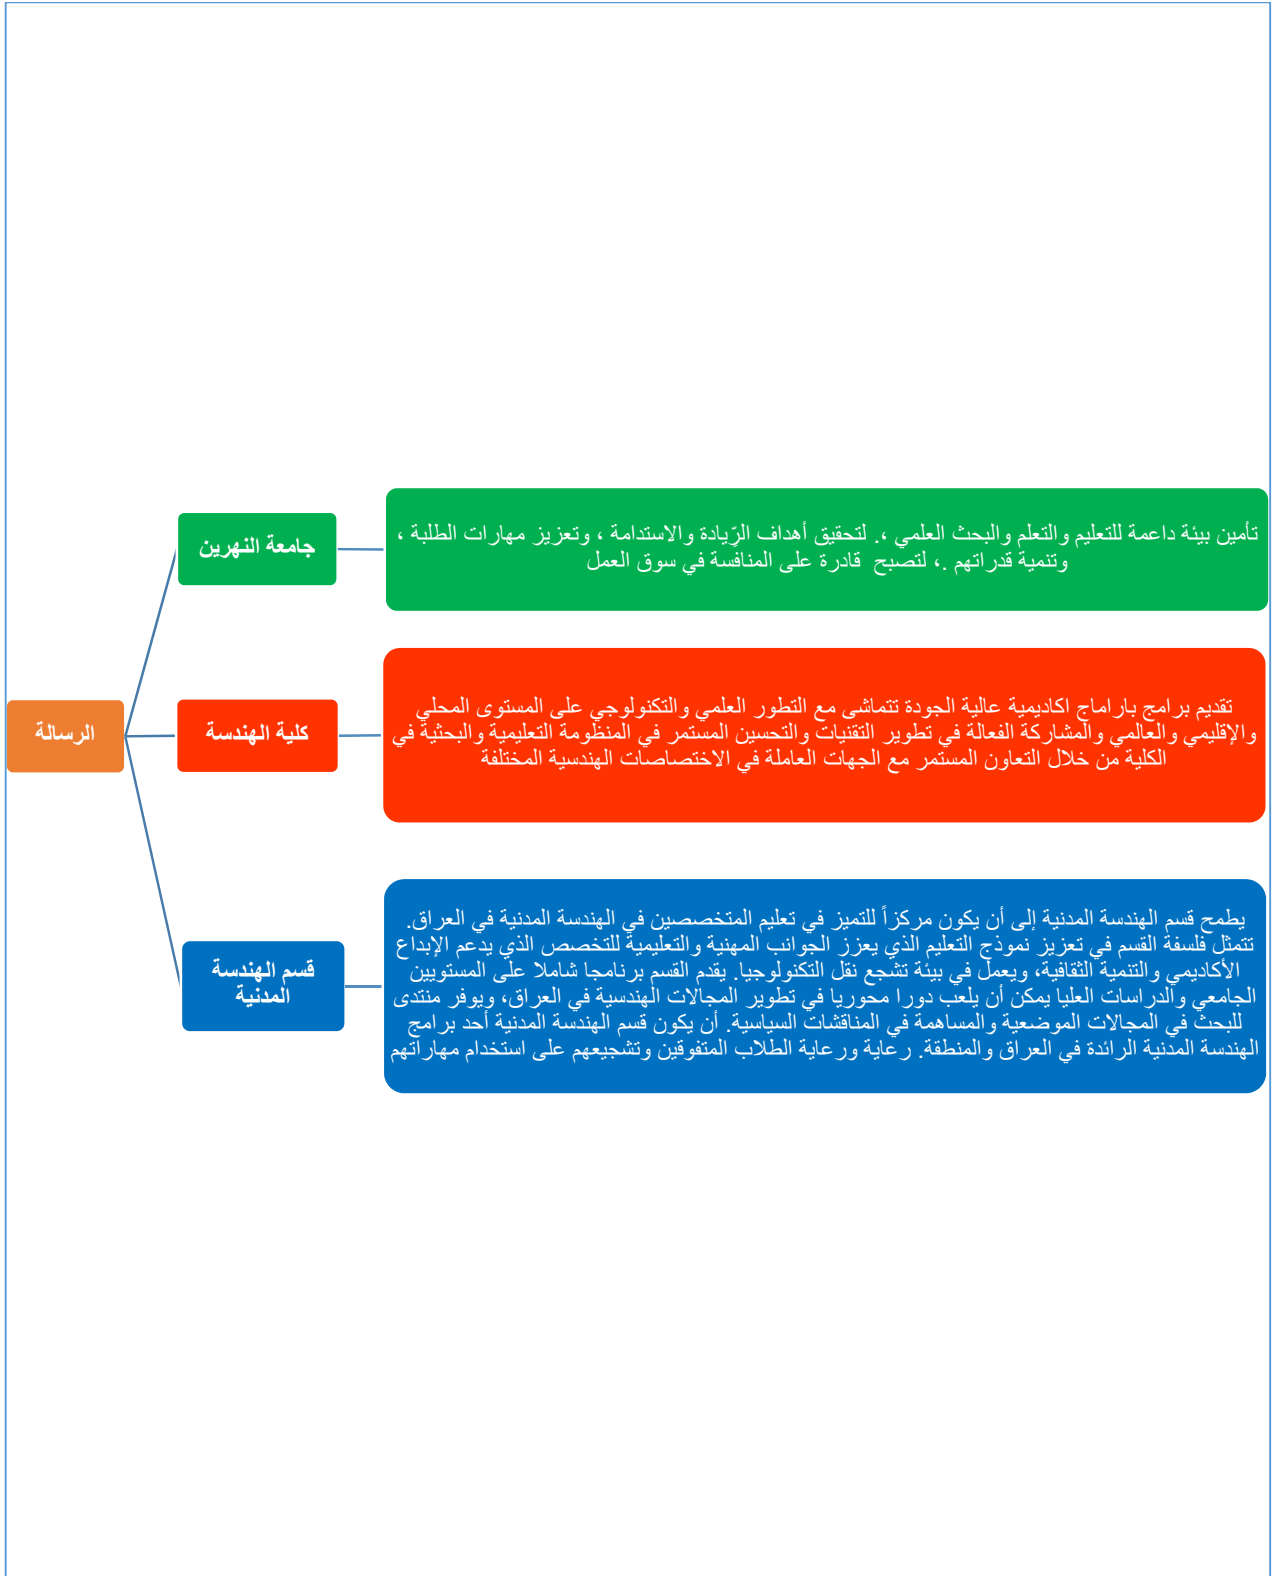 الرسالة
جامعة النهرين
تأمين بيئة داعمة للتعليم والتعلم والبحث العلمي ،. لتحقيق أهداف الرِّيادة والاستدامة ، وتعزيز مهارات الطلبة ،
وتنمية قدراتهم .، لتصبح قادرة على المنافسة في سوق العمل
كلية الهندسة
تقديم برامج باراماج اكاديمية عالية الجودة تتماشى مع التطور العلمي والتكنولوجي على المستوى المحلي
والإقليمي والعالمي والمشاركة الفعالة في تطوير التقنيات والتحسين المستمر في المنظومة التعليمية والبحثية في
الكلية من خلال التعاون المستمر مع الجهات العاملة في الاختصاصات الهندسية المختلفة
قسم الهندسة
المدنية
يطمح قسم الهندسة المدنية إلى أن يكون مركزاً للتميز في تعليم المتخصصين في الهندسة المدنية في العراق.
تتمثل فلسفة القسم في تعزيز نموذج التعليم الذي يعزز الجوانب المهنية والتعليمية للتخصص الذي يدعم الإبداع
الأكاديمي والتنمية الثقافية، ويعمل في بيئة تشجع نقل التكنولوجيا. يقدم القسم برنامجا شاملا على المستويين
الجامعي والدراسات العليا يمكن أن يلعب دورا محوريا في تطوير المجالات الهندسية في العراق، ويوفر منتدى
للبحث في المجالات الموضعية والمساهمة في المناقشات السياسية. أن يكون قسم الهندسة المدنية أحد برامج
الهندسة المدنية الرائدة في العراق والمنطقة. رعاية ورعاية الطلاب المتفوقين وتشجيعهم على استخدام مهاراتهم